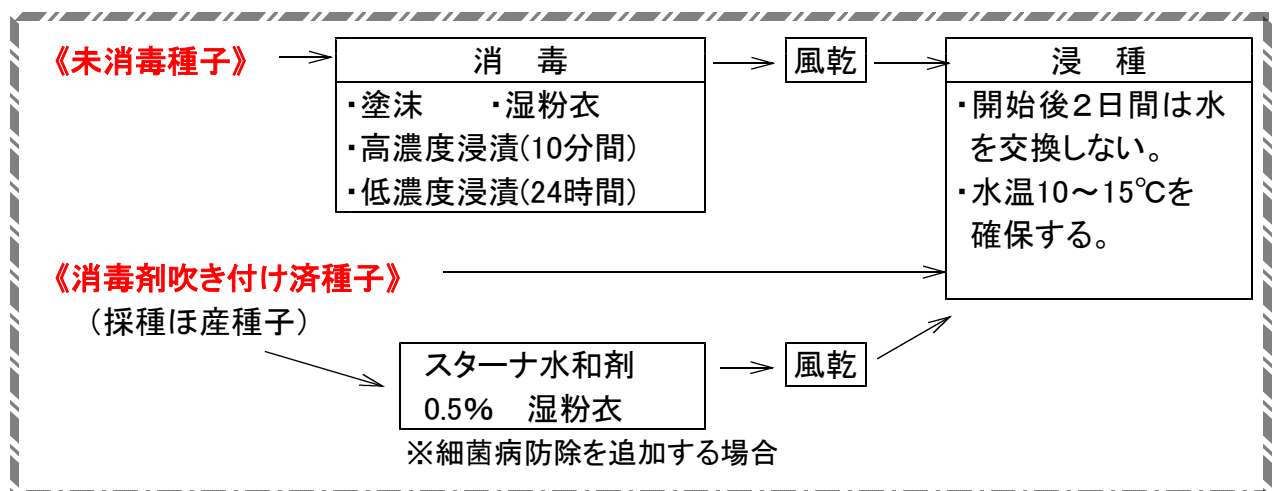 《未消毒種子》
消　毒
・塗沫　　・湿粉衣
・高濃度浸漬(10分間)
・低濃度浸漬(24時間)
風乾
浸　種
・開始後２日間は水
を交換しない。
・水温10～15℃を
確保する。
《消毒剤吹き付け済種子》
（採種ほ産種子）
スターナ水和剤
0.5%　湿粉衣
※細菌病防除を追加する場合
風乾